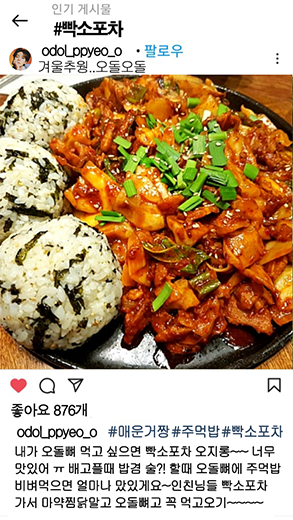 인기 게시물
#빡소포차
odol_ppyeo_o • 팔로우
겨울추웡..오돌오돌
좋아요 876개
odol_ppyeo_o #매운거짱 #주먹밥 #빡소포차
내가 오돌뼈 먹고 싶으면 빡소포차 오지롱~~ 너무
맛있어 ㅠ 배고플때 밥겸 술?! 할때 오돌뼈에 주먹밥
비벼먹으면 얼마나 맜있게요~인친님들 빡소포차
가서 마약찜닭말고 오돌뼈고 꼭 먹고오기~~~~